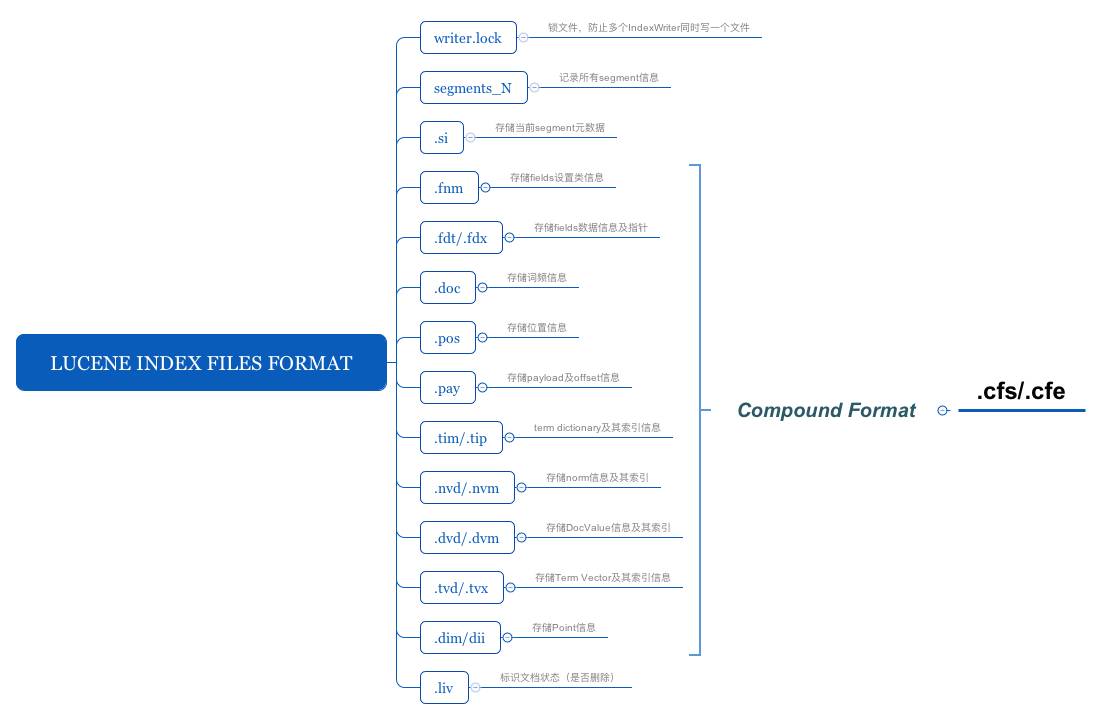 LUCENE INDEX FILES FORMAT
writer.lock
锁文件，防止多个IndexWriter同时写一个文件
segments_N
记录所有segment信息
.si
存储当前segment元数据
.fnm
存储fields设置类信息
.fdt/.fdx
存储fields数据信息及指针
.doc
存储词频信息
.pos
存储位置信息
.pay
存储payload及offset信息
.tim/.tip
term dictionary及其索引信息
.nvd/.nvm
存储norm信息及其索引
.dvd/.dvm
存储DocValue信息及其索引
.tvd/.tvx
存储Term Vector及其索引信息
.dim/dii
存储Point信息
.liv
标识文档状态（是否删除）
Compound Format
.cfs/.cfe